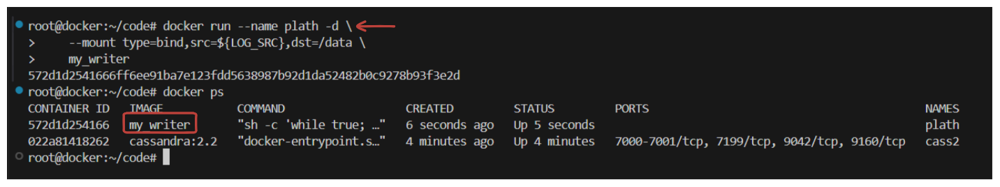 root@docker:~/code# docker run --name plath -d \
>     --mount type=bind,src=${LOG_SRC},dst=/data \
>     my_writer
572d1d2541666ff6ee91ba7e123fdd5638987b92d1da52482b0c9278b93f3e2d
root@docker:~/code# docker ps
CONTAINER ID   IMAGE           COMMAND                  CREATED         STATUS         PORTS                                         NAMES
572d1d254166   my_writer       "sh -c 'while true; …"   6 seconds ago   Up 5 seconds                                                 plath
022a81418262   cassandra:2.2   "docker-entrypoint.s…"   4 minutes ago   Up 4 minutes   7000-7001/tcp, 7199/tcp, 9042/tcp, 9160/tcp   cass2
root@docker:~/code#